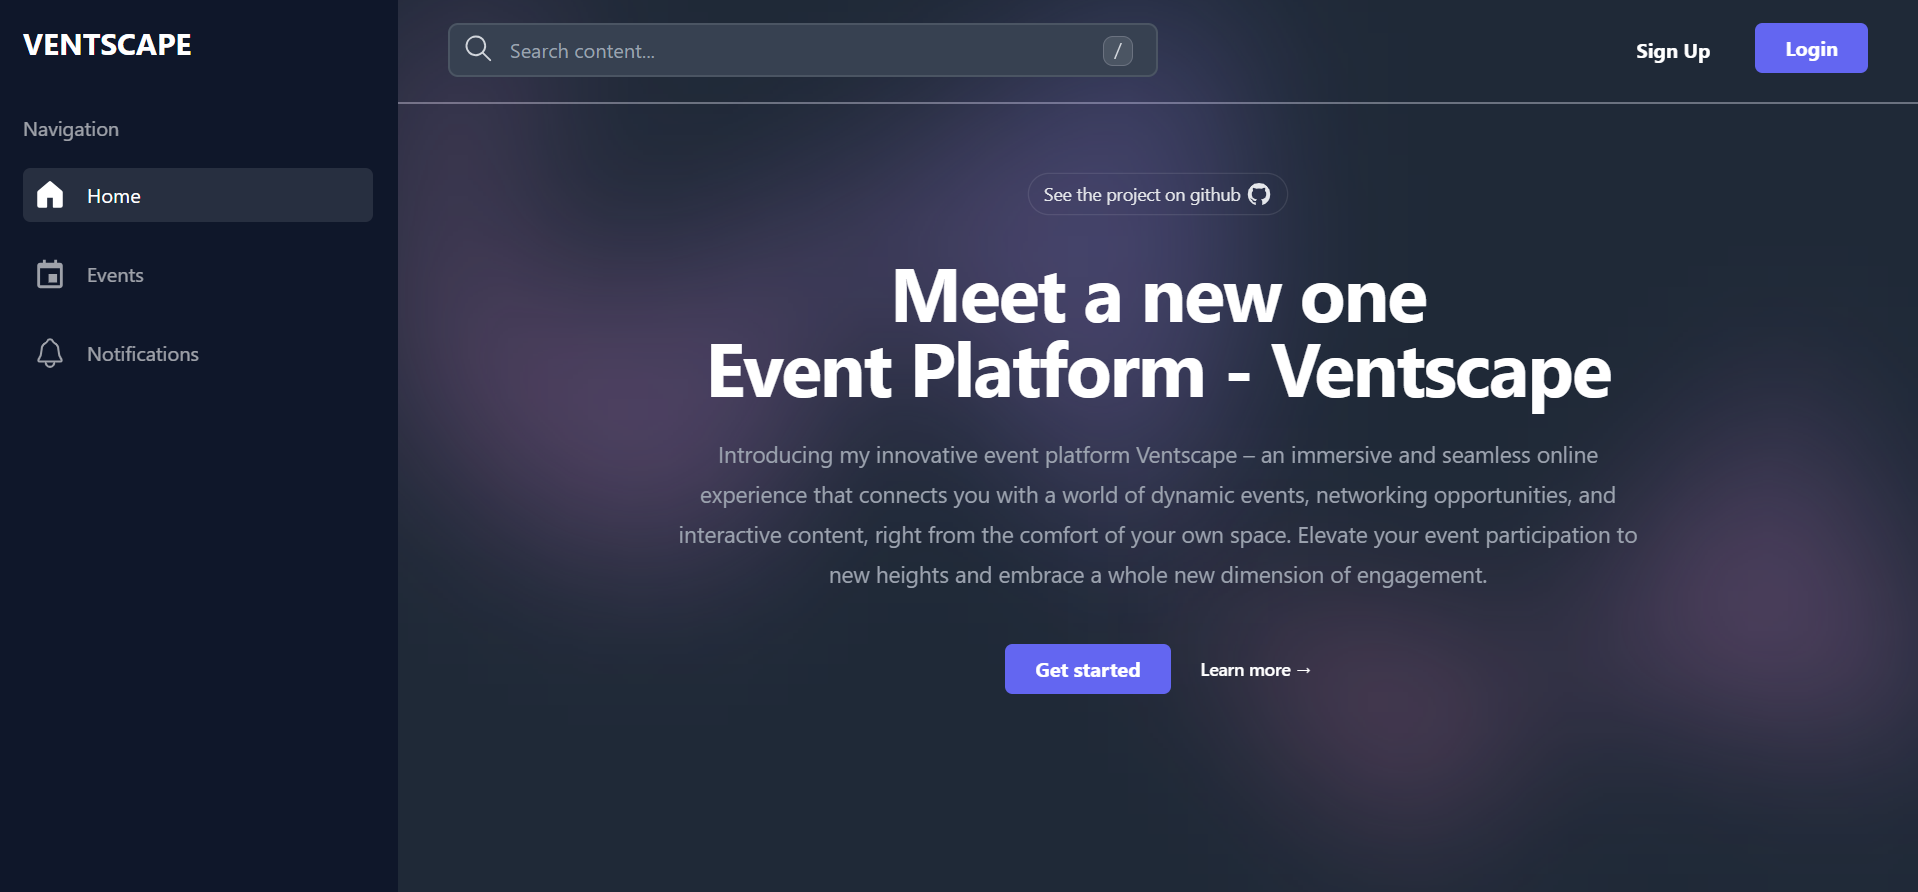 VENTSCAPE
Navigation
Home
Events
Notifications
Search content...
/
Sign Up
Login
See the project on github
Meet a new one
Event Platform - Ventscape
Introducing my innovative event platform Ventscape – an immersive and seamless online
experience that connects you with a world of dynamic events, networking opportunities, and
interactive content, right from the comfort of your own space. Elevate your event participation to
new heights and embrace a whole new dimension of engagement.
Get started
Learn more →